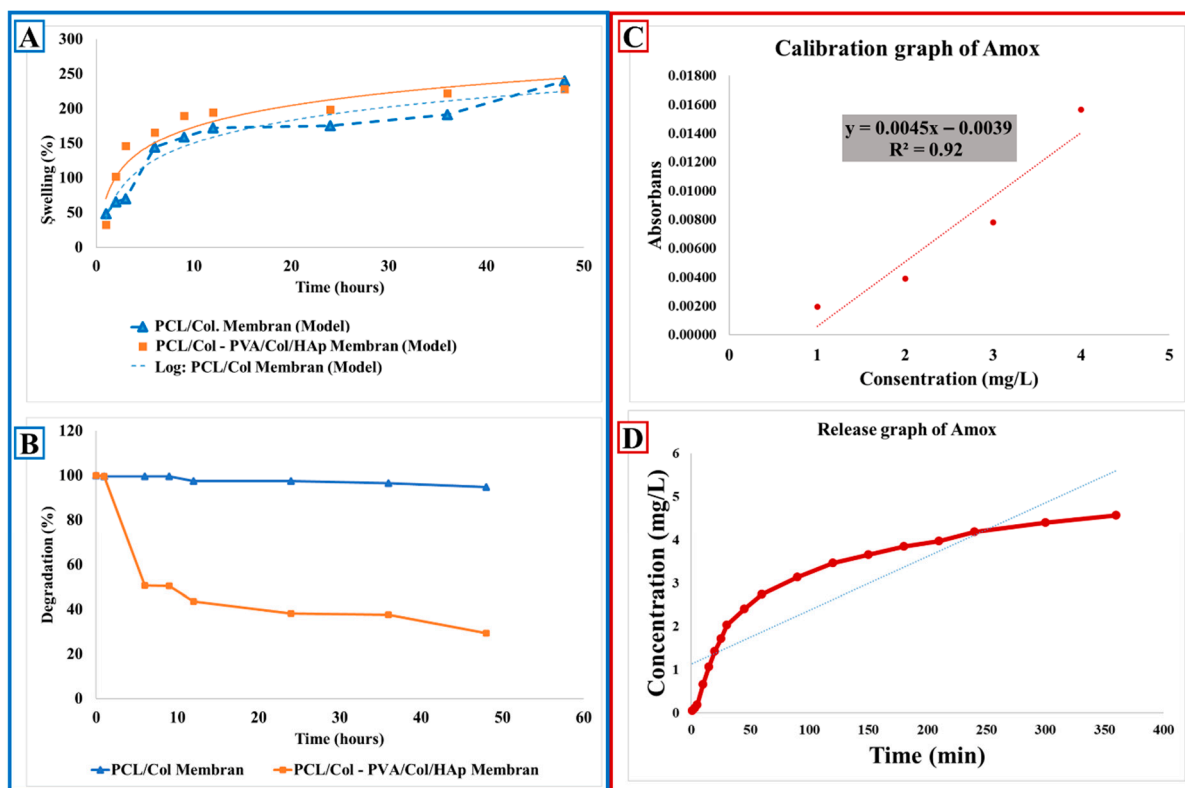 A
300
250
200
150
100
50
0
Swelling (%)
0 10 20 30 40 50
Time (hours)
PCL/Col. Membran (Model)
PCL/Col - PVA/Col/HAp Membran (Model)
Log: PCL/Col Membran (Model)
B
120
100
80
60
40
20
0
Degradation (%)
0 10 20 30 40 50 60
Time (hours)
PCL/Col Membran PCL/Col - PVA/Col/HAp Membran
C
Calibration graph of Amox
0.01800
0.01600
0.01400
0.01200
0.01000
0.00800
0.00600
0.00400
0.00200
0.00000
Absorbans
y = 0.0045x – 0.0039
R² = 0.92
0 1 2 3 4 5
Consentration (mg/L)
D
Release graph of Amox
6
5
4
3
2
1
0
Concentration (mg/L)
0 50 100 150 200 250 300 350 400
Time (min)